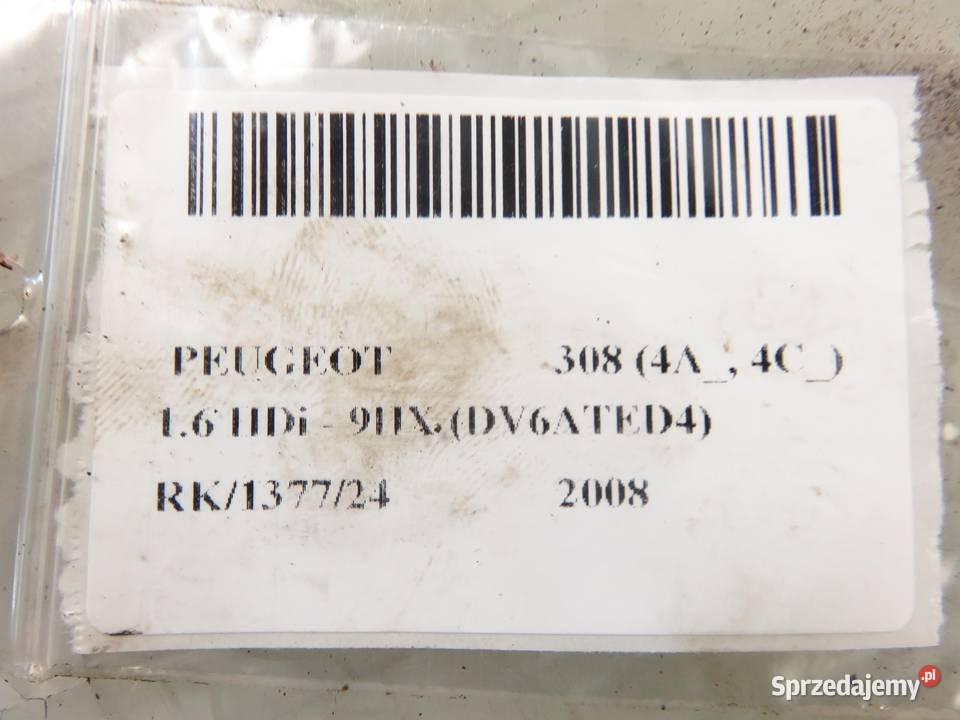 PEUGEOT 308 (4A_, 4C_)
1.6 HDi - 9HX (DV6ATED4)
RK/1377/24 2008
Sprzedajemy.pl